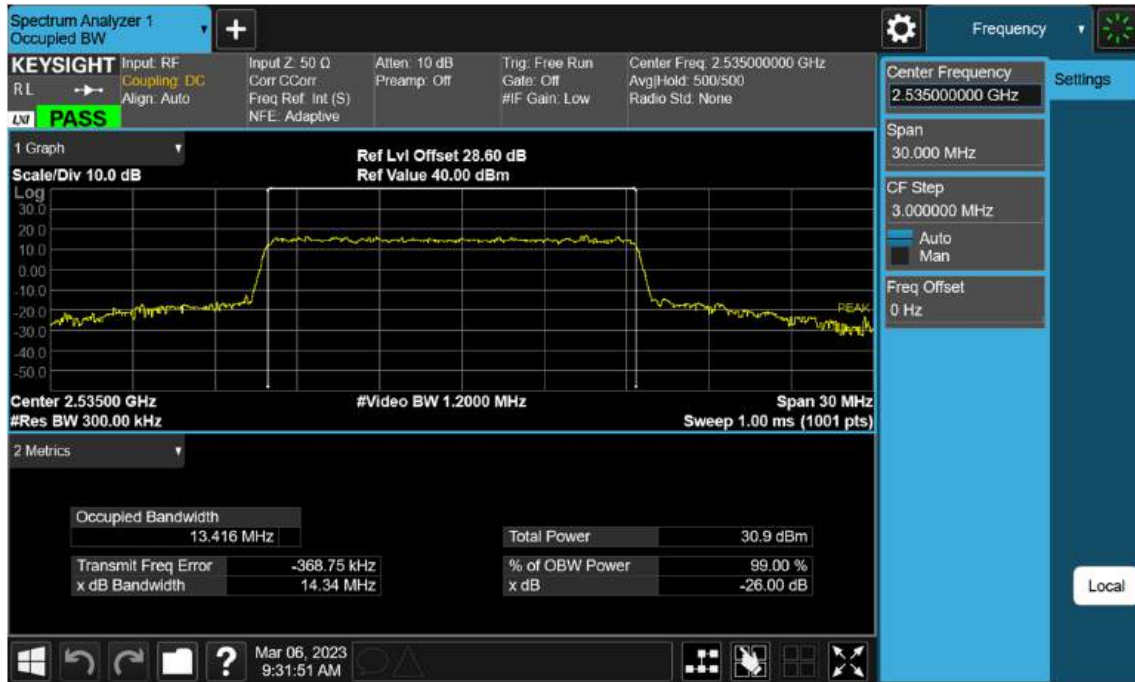 Spectrum Analyzer 1
Occupied BW
Frequency
KEYSIGHT
RL
LXI
PASS
Input: RF
Coupling: DC
Align: Auto
Input Z: 50 Ω
Corr CCorr
Freq Ref: Int (S)
NFE: Adaptive
Atten: 10 dB
Preamp: Off
Trig: Free Run
Gate: Off
#IF Gain: Low
Center Freq: 2.535000000 GHz
Avg|Hold: 500/500
Radio Std: None
Center Frequency
2.535000000 GHz
Settings
Span
30.000 MHz
CF Step
3.000000 MHz
Auto
Man
Freq Offset
0 Hz
Local
1 Graph
Scale/Div 10.0 dB
Ref Lvl Offset 28.60 dB
Ref Value 40.00 dBm
Log
30.0
20.0
10.0
0.00
-10.0
-20.0
-30.0
-40.0
-50.0
PEAK
Center 2.53500 GHz
#Video BW 1.2000 MHz
Span 30 MHz
#Res BW 300.00 kHz
Sweep 1.00 ms (1001 pts)
2 Metrics
Occupied Bandwidth
13.416 MHz
Total Power 30.9 dBm
Transmit Freq Error -368.75 kHz
% of OBW Power 99.00 %
x dB Bandwidth 14.34 MHz
x dB -26.00 dB
?
Mar 06, 2023
9:31:51 AM